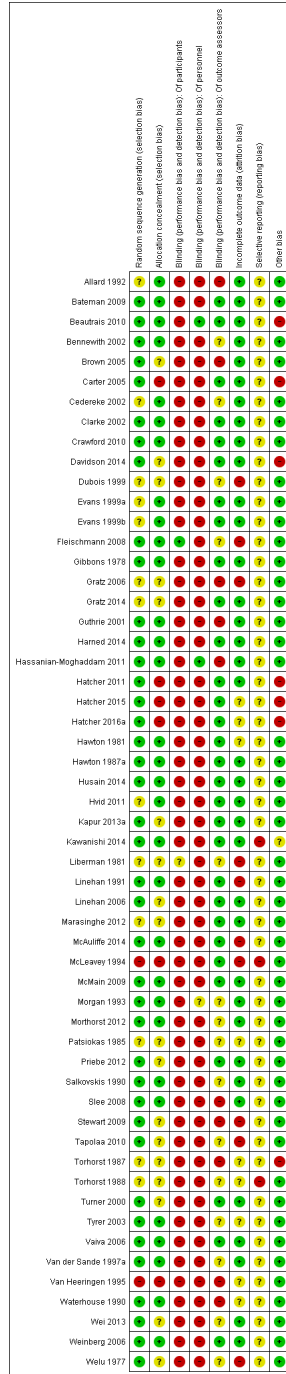 Random sequence generation (selection bias)
Allocation concealment (selection bias)
Blinding (performance bias and detection bias): Of participants
Blinding (performance bias and detection bias): Of personnel
Blinding (performance bias and detection bias): Of outcome assessors
Incomplete outcome data (attrition bias)
Selective reporting (reporting bias)
Other bias
Allard 1992 ? + - - - + ? +
Bateman 2009 + + - - + + ? +
Beautrais 2010 + + - + + + ? -
Bennewith 2002 + + - - ? + ? +
Brown 2005 + ? - - - + ? +
Carter 2005 + - - - + + ? -
Cedereke 2002 ? + - - ? + ? +
Clarke 2002 + + - - + + ? +
Crawford 2010 + + - - + + ? +
Davidson 2014 + ? - - + + ? -
Dubois 1999 ? ? - - ? - ? +
Evans 1999a ? + - - + + ? +
Evans 1999b ? + - - + + ? +
Fleischmann 2008 + + + - ? - ? +
Gibbons 1978 + + - - + + ? +
Gratz 2006 ? ? - - - - ? +
Gratz 2014 ? ? - - + + ? +
Guthrie 2001 + + - - - + ? +
Harned 2014 + + - - + + ? +
Hassanian-Moghaddam 2011 + + - + - + ? +
Hatcher 2011 + - - - + + ? -
Hatcher 2015 + - - - + ? ? -
Hatcher 2016a + - - - + ? ? -
Hawton 1981 + + - - + ? ? +
Hawton 1987a + + - - + + ? +
Husain 2014 + + - - + + ? +
Hvid 2011 ? + - - + + ? +
Kapur 2013a + ? - - + + ? +
Kawanishi 2014 + + - - + + - ?
Liberman 1981 ? ? ? - ? - ? +
Linehan 1991 + + - - + - ? +
Linehan 2006 + ? - - + + ? +
Marasinghe 2012 ? ? - - + + ? +
McAuliffe 2014 + + - - + - ? +
McLeavey 1994 - - - - + - - +
McMain 2009 + + - - + + ? +
Morgan 1993 + + - ? ? + ? +
Morthorst 2012 + + - - ? + ? +
Patsiokas 1985 ? ? - - ? ? ? +
Priebe 2012 + ? - - + + ? +
Salkovskis 1990 + + - - ? + ? +
Slee 2008 + + - - - + ? +
Stewart 2009 + ? - - - - ? +
Tapolaa 2010 + ? - - ? - ? +
Torhorst 1987 ? ? - - - ? ? -
Torhorst 1988 ? ? - - ? ? - +
Turner 2000 + ? - - + + ? +
Tyrer 2003 + + - - ? ? ? +
Vaiva 2006 + + - - + + ? +
Van der Sande 1997a + + - - ? + ? +
Van Heeringen 1995 - - - - - ? ? +
Waterhouse 1990 + + - - - ? ? +
Wei 2013 + ? - - ? + ? +
Weinberg 2006 + + - - + + ? +
Welu 1977 + ? - - ? - ? +